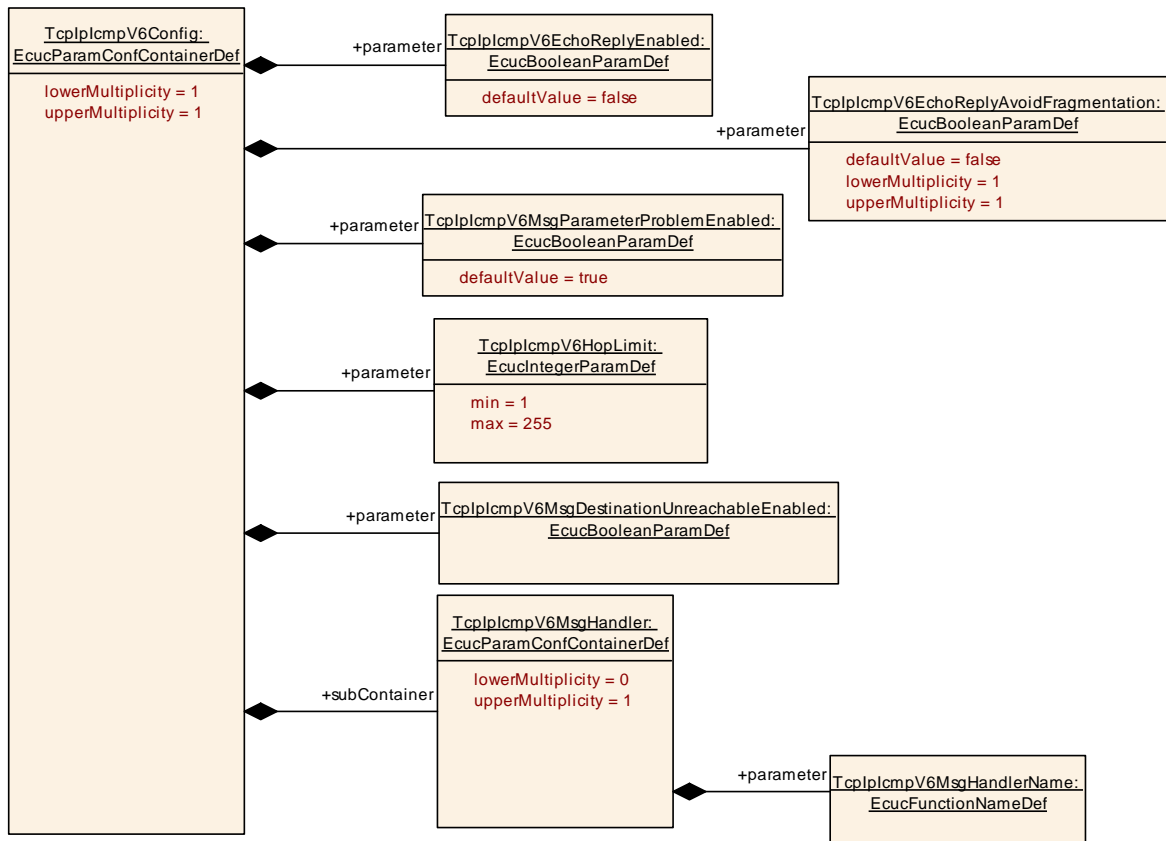 TcpIpIcmpV6Config:
EcucParamConfContainerDef
lowerMultiplicity = 1
upperMultiplicity = 1
+parameter
TcpIpIcmpV6EchoReplyEnabled:
EcucBooleanParamDef
defaultValue = false
+parameter
TcpIpIcmpV6EchoReplyAvoidFragmentation:
EcucBooleanParamDef
defaultValue = false
lowerMultiplicity = 1
upperMultiplicity = 1
+parameter
TcpIpIcmpV6MsgParameterProblemEnabled:
EcucBooleanParamDef
defaultValue = true
+parameter
TcpIpIcmpV6HopLimit:
EcucIntegerParamDef
min = 1
max = 255
+parameter
TcpIpIcmpV6MsgDestinationUnreachableEnabled:
EcucBooleanParamDef
+subContainer
TcpIpIcmpV6MsgHandler:
EcucParamConfContainerDef
lowerMultiplicity = 0
upperMultiplicity = 1
+parameter
TcpIpIcmpV6MsgHandlerName:
EcucFunctionNameDef